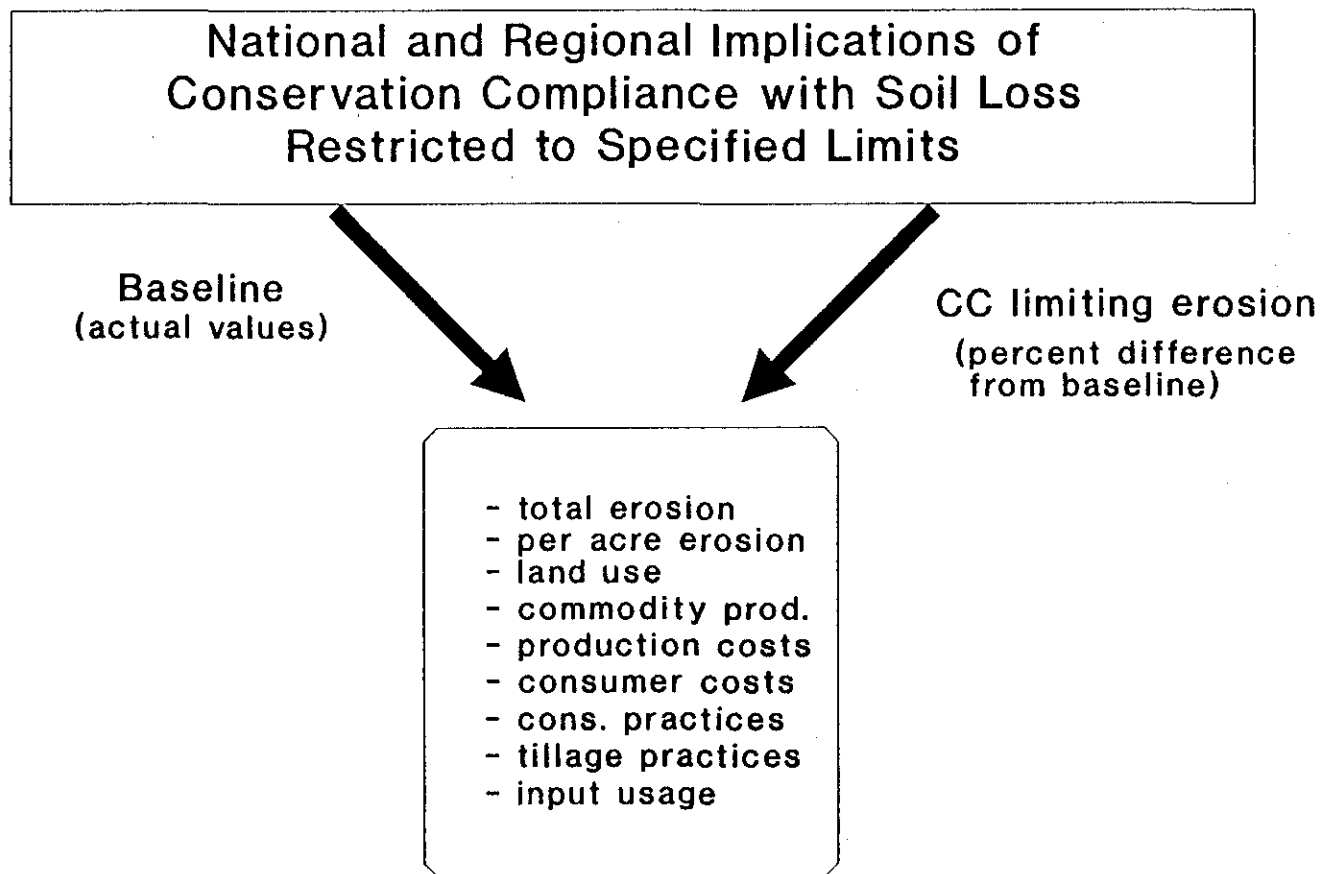 National and Regional Implications of
Conservation Compliance with Soil Loss
Restricted to Specified Limits
Baseline
(actual values)
CC limiting erosion
(percent difference
from baseline)
- total erosion
- per acre erosion
- land use
- commodity prod.
- production costs
- consumer costs
- cons. practices
- tillage practices
- input usage